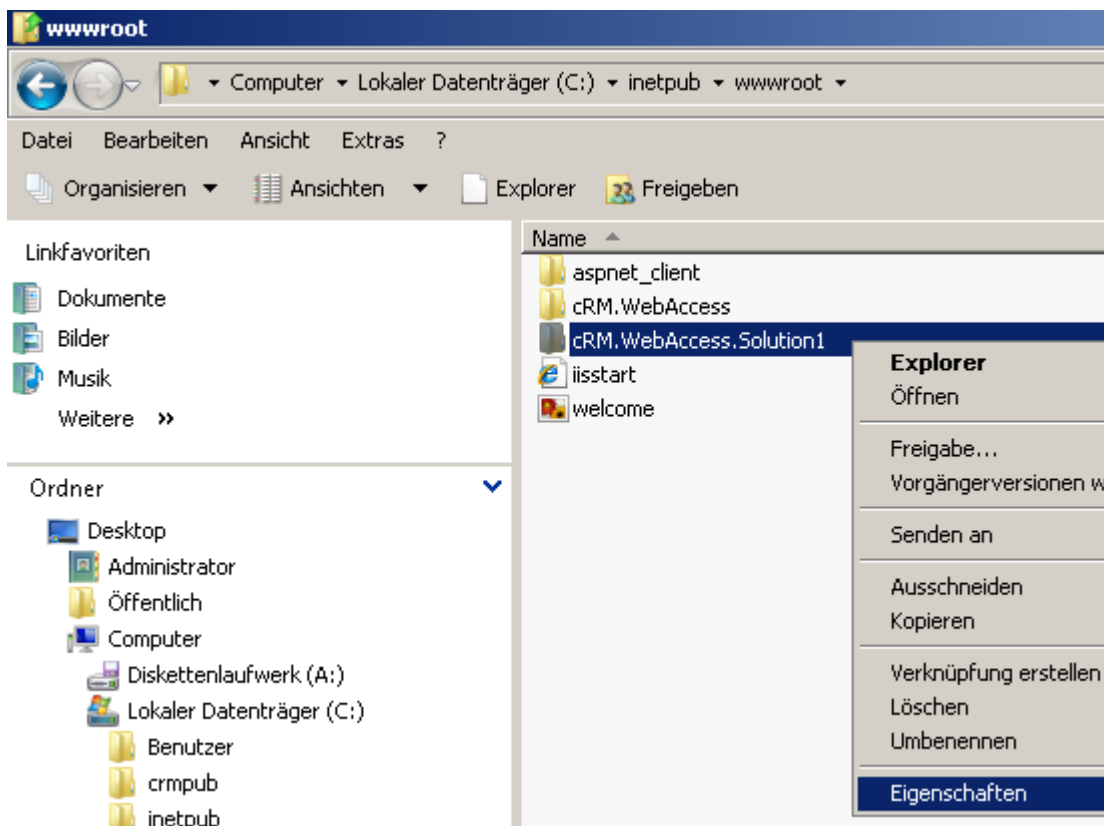 wwwroot
Computer Lokaler Datenträger (C:) inetpub wwwroot
Datei Bearbeiten Ansicht Extras ?
Organisieren Ansichten Explorer Freigeben
Linkfavoriten
Dokumente
Bilder
Musik
Weitere »
Ordner
Desktop
Administrator
Öffentlich
Computer
Diskettenlaufwerk (A:)
Lokaler Datenträger (C:)
Benutzer
crmpub
inetpub
Name
aspnet_client
cRM.WebAccess
cRM.WebAccess.Solution1
iisstart
welcome
Explorer
Öffnen
Freigabe...
Vorgängerversionen w
Senden an
Ausschneiden
Kopieren
Verknüpfung erstellen
Löschen
Umbenennen
Eigenschaften